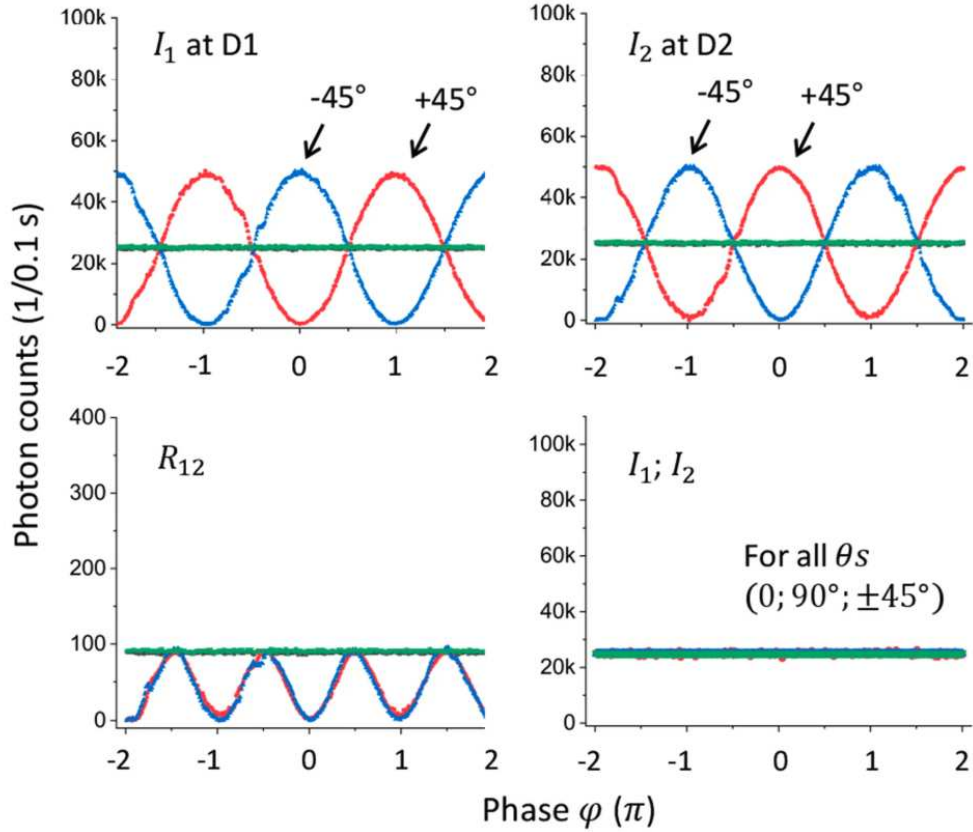 Photon counts (1/0.1 s)
100k
80k
60k
40k
20k
0
I₁ at D1
-45°
+45°
-2
-1
0
1
2
100k
80k
60k
40k
20k
0
I₂ at D2
-45°
+45°
-2
-1
0
1
2
400
300
200
100
0
R₁₂
-2
-1
0
1
2
100k
80k
60k
40k
20k
0
I₁; I₂
For all θs
(0; 90°; ±45°)
-2
-1
0
1
2
Phase φ (π)